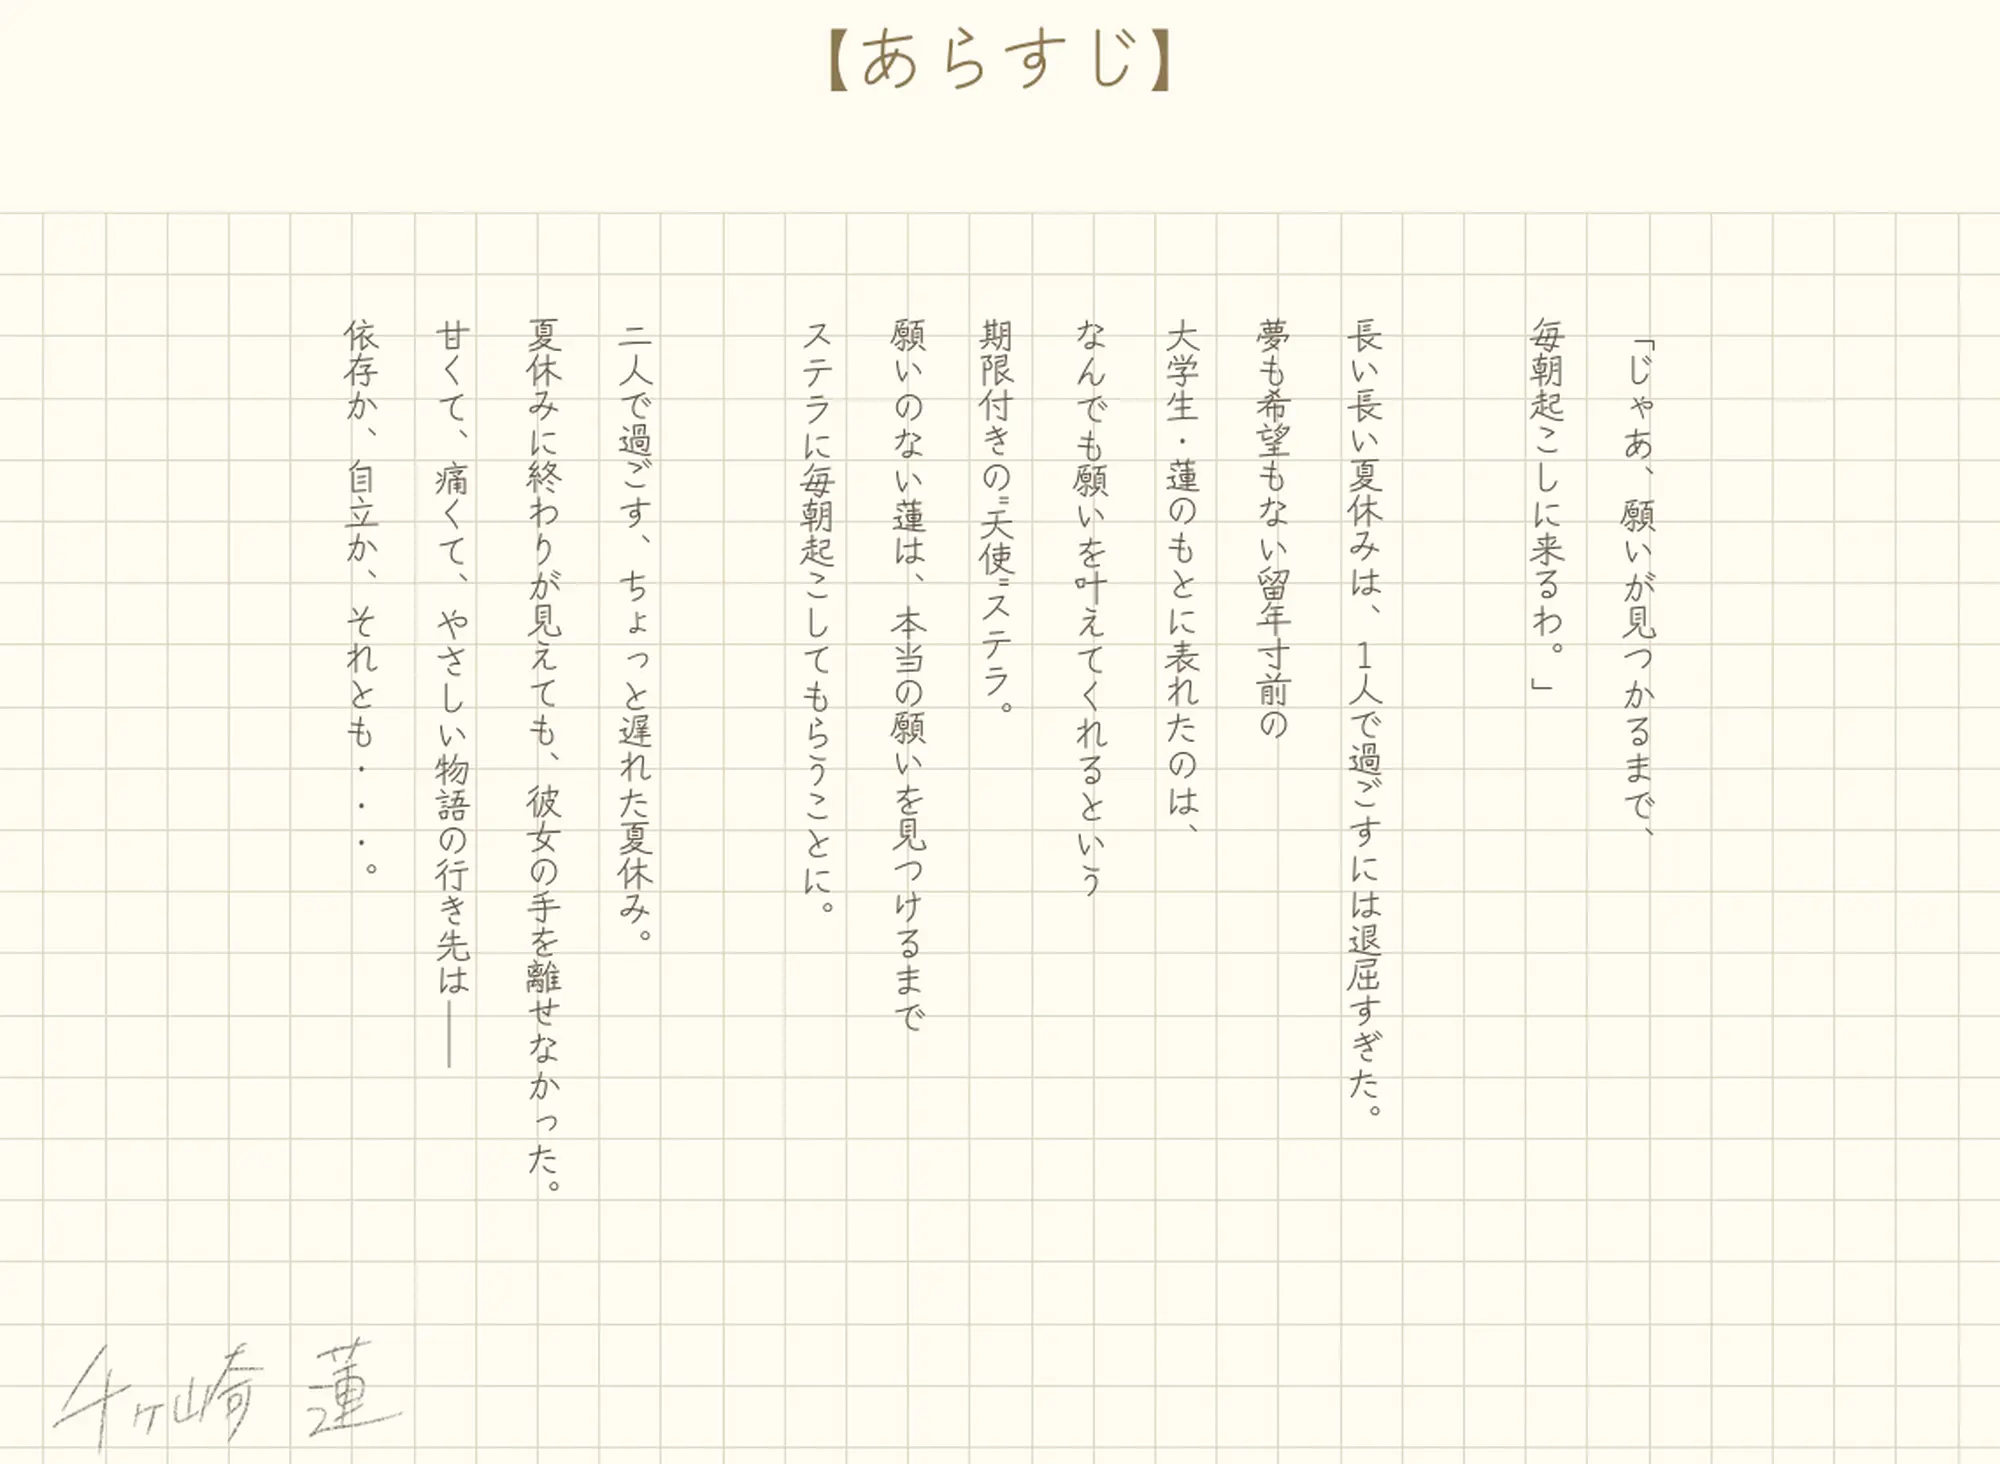 【あらすじ】
「じゃあ、願いが見つかるまで、
毎朝起こしに来るわ。」
長い長い夏休みは、1人で過ごすには退屈すぎた。
夢も希望もない留年寸前の
大学生・蓮のもとに表れたのは、
なんでも願いを叶えてくれるという
期限付きの〝天使〟ステラ。
願いのない蓮は、本当の願いを見つけるまで
ステラに毎朝起こしてもらうことに。
二人で過ごす、ちょっと遅れた夏休み。
夏休みに終わりが見えても、彼女の手を離せなかった。
甘くて、痛くて、やさしい物語の行き先は――
依存か、自立か、それとも・・・。
千ヶ崎 蓮